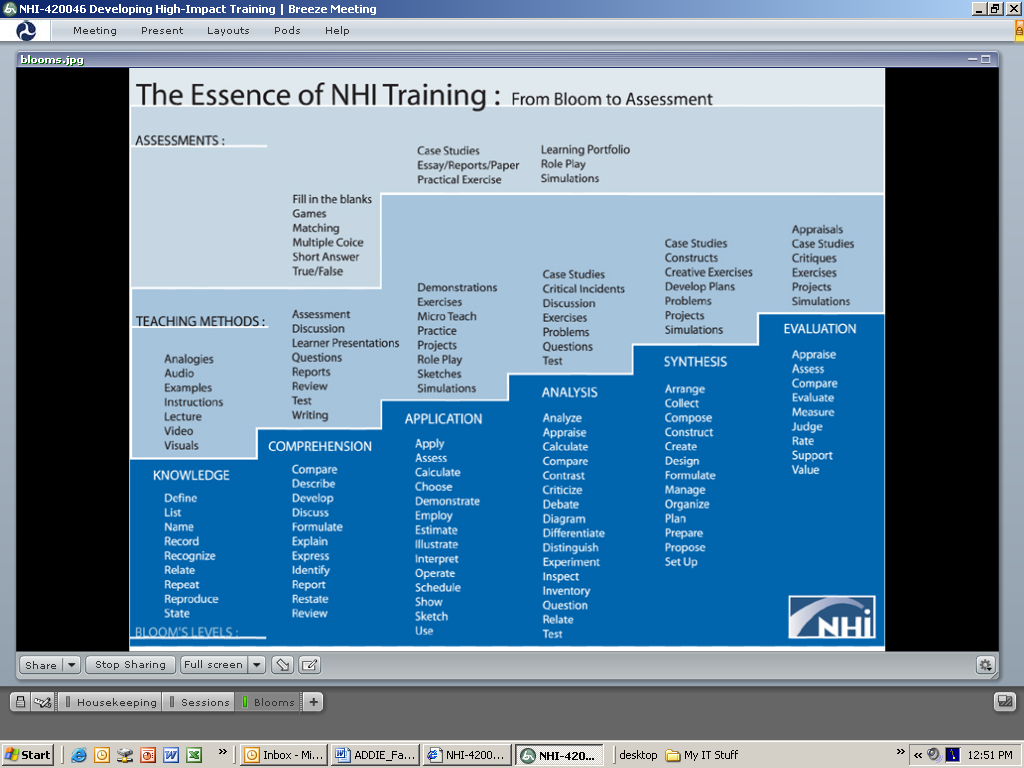 NHI-420046 Developing High-Impact Training | Breeze Meeting
Meeting Present Layouts Pods Help
blooms.jpg
The Essence of NHI Training : From Bloom to Assessment
ASSESSMENTS :
Fill in the blanks
Games
Matching
Multiple Coice
Short Answer
True/False
Case Studies
Essay/Reports/Paper
Practical Exercise
Learning Portfolio
Role Play
Simulations
TEACHING METHODS :
Analogies
Audio
Examples
Instructions
Lecture
Video
Visuals
Assessment
Discussion
Learner Presentations
Questions
Reports
Review
Test
Writing
Demonstrations
Exercises
Micro Teach
Practice
Projects
Role Play
Sketches
Simulations
Case Studies
Critical Incidents
Discussion
Exercises
Problems
Questions
Test
Case Studies
Constructs
Creative Exercises
Develop Plans
Problems
Projects
Simulations
Appraisals
Case Studies
Critiques
Exercises
Projects
Simulations
KNOWLEDGE
Define
List
Name
Record
Recognize
Relate
Repeat
Reproduce
State
COMPREHENSION
Compare
Describe
Develop
Discuss
Formulate
Explain
Express
Identify
Report
Restate
Review
APPLICATION
Apply
Assess
Calculate
Choose
Demonstrate
Employ
Estimate
Illustrate
Interpret
Operate
Schedule
Show
Sketch
Use
ANALYSIS
Analyze
Appraise
Calculate
Compare
Contrast
Criticize
Debate
Diagram
Differentiate
Distinguish
Experiment
Inspect
Inventory
Question
Relate
Test
SYNTHESIS
Arrange
Collect
Compose
Construct
Create
Design
Formulate
Manage
Organize
Plan
Prepare
Propose
Set Up
EVALUATION
Appraise
Assess
Compare
Evaluate
Measure
Judge
Rate
Support
Value
BLOOM'S LEVELS :
NHi
Share Stop Sharing Full screen
Housekeeping Sessions Blooms +
Start » Inbox - Mi... ADDIE_Fa... NHI-4200... NHI-420... desktop My IT Stuff » « 12:51 PM